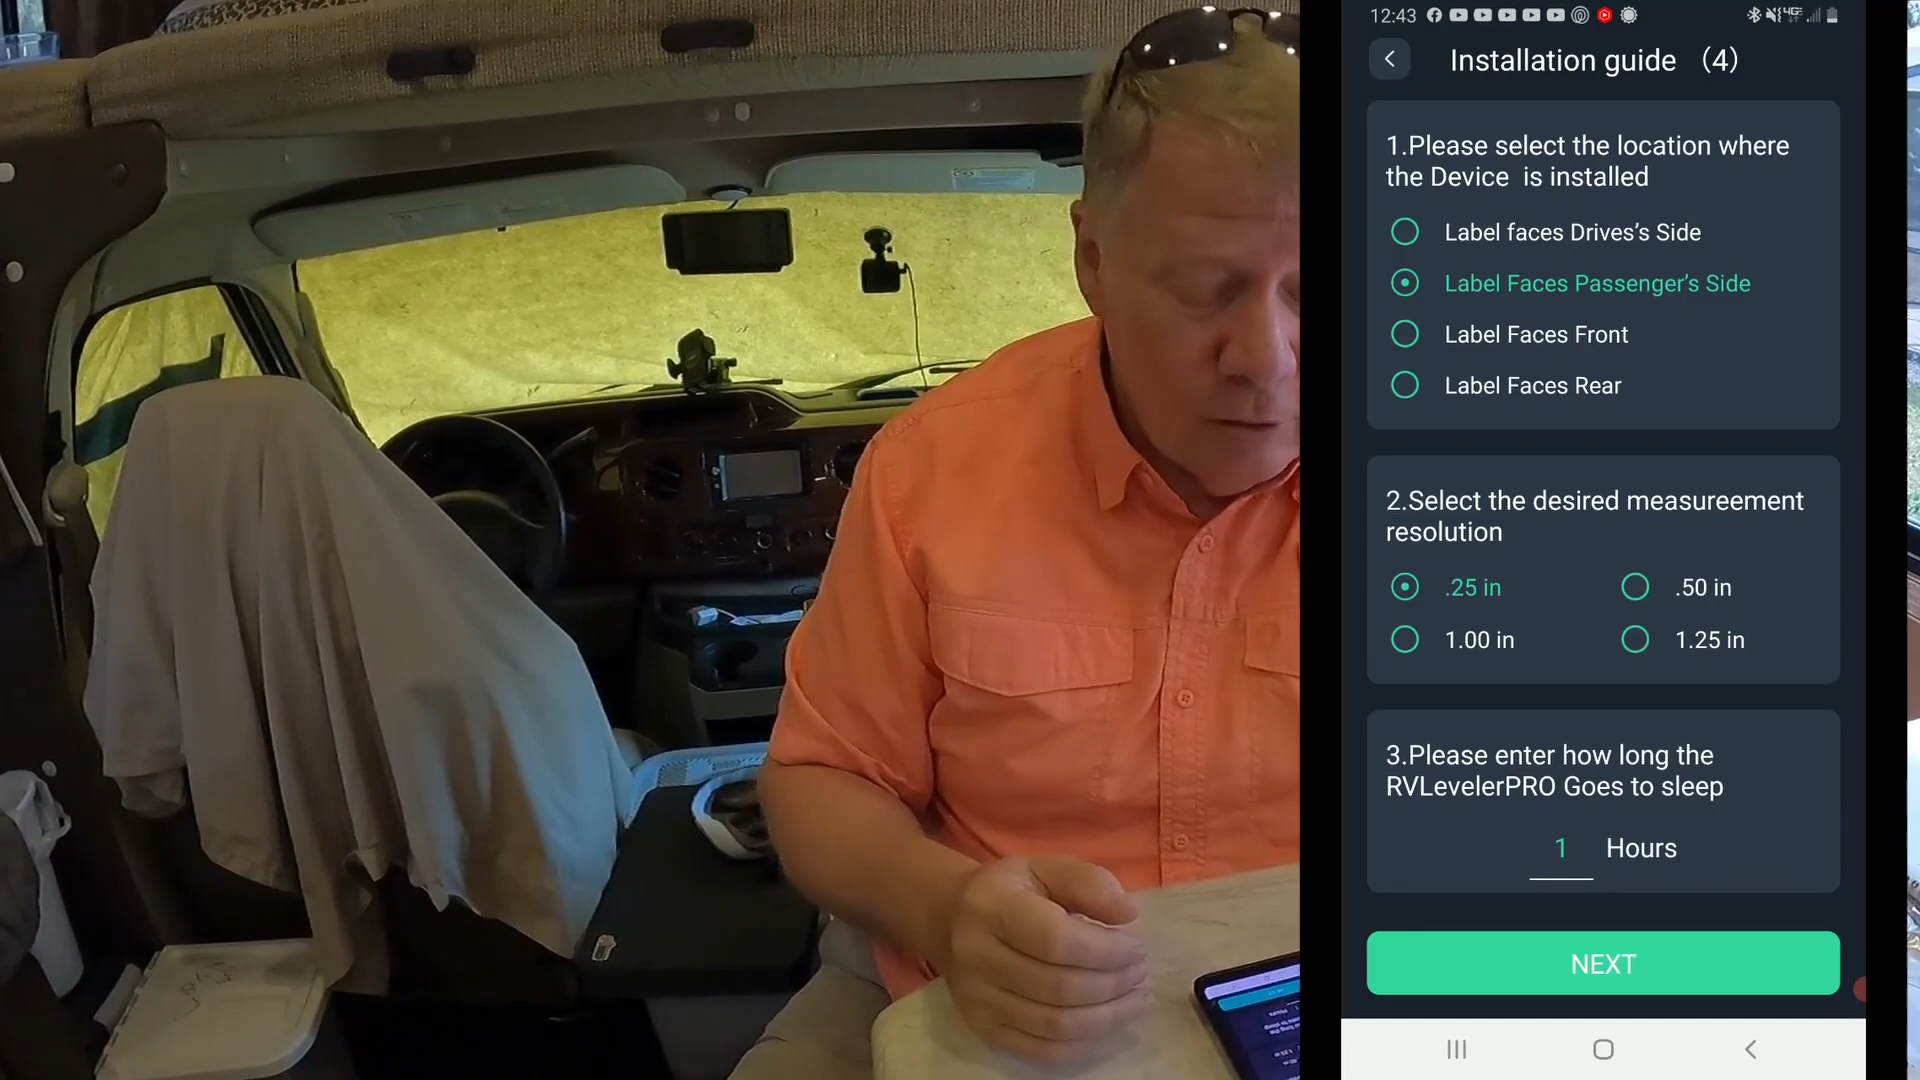 12:43
Installation guide (4)
1.Please select the location where
the Device is installed
Label faces Drives's Side
Label Faces Passenger's Side
Label Faces Front
Label Faces Rear
2.Select the desired measureement
resolution
.25 in
.50 in
1.00 in
1.25 in
3.Please enter how long the
RVLevelerPRO Goes to sleep
1 Hours
NEXT